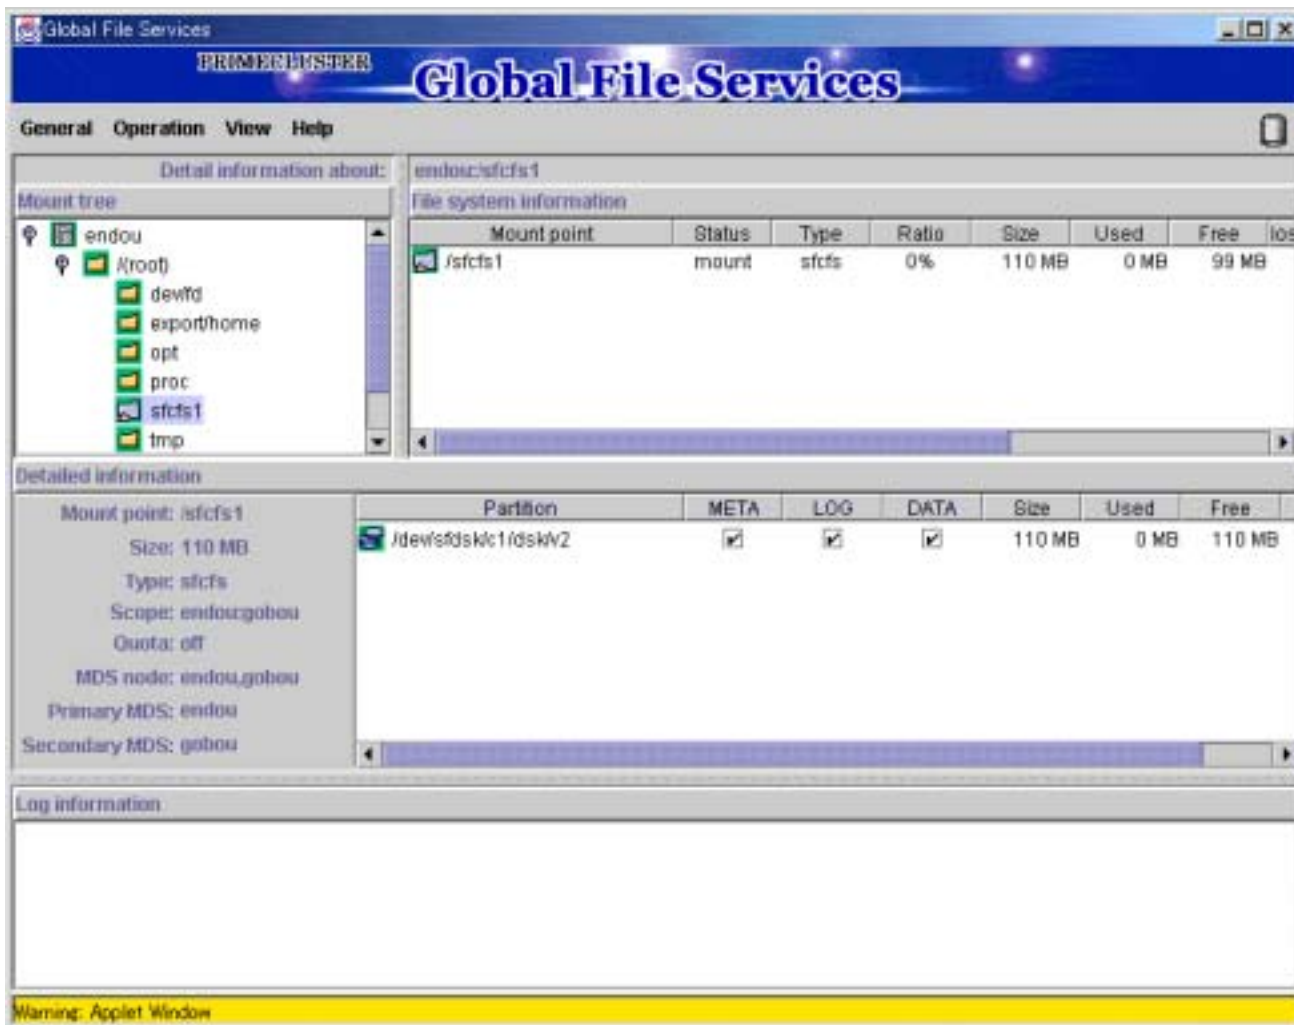 Global File Services
PRIMECLUSTER Global File Services
General Operation View Help
Detail information about: endou:/sfcfs1
Mount tree
File system information
endou
/(root)
dev/fd
export/home
opt
proc
sfcfs1
tmp
Mount point Status Type Ratio Size Used Free los
/sfcfs1 mount sfcfs 0% 110 MB 0 MB 99 MB
Detailed information
Mount point: /sfcfs1
Size: 110 MB
Type: sfcfs
Scope: endou:gobou
Quota: off
MDS node: endou,gobou
Primary MDS: endou
Secondary MDS: gobou
Partition META LOG DATA Size Used Free
/dev/sfdsk/c1/dsk/v2 110 MB 0 MB 110 MB
Log information
Warning: Applet Window